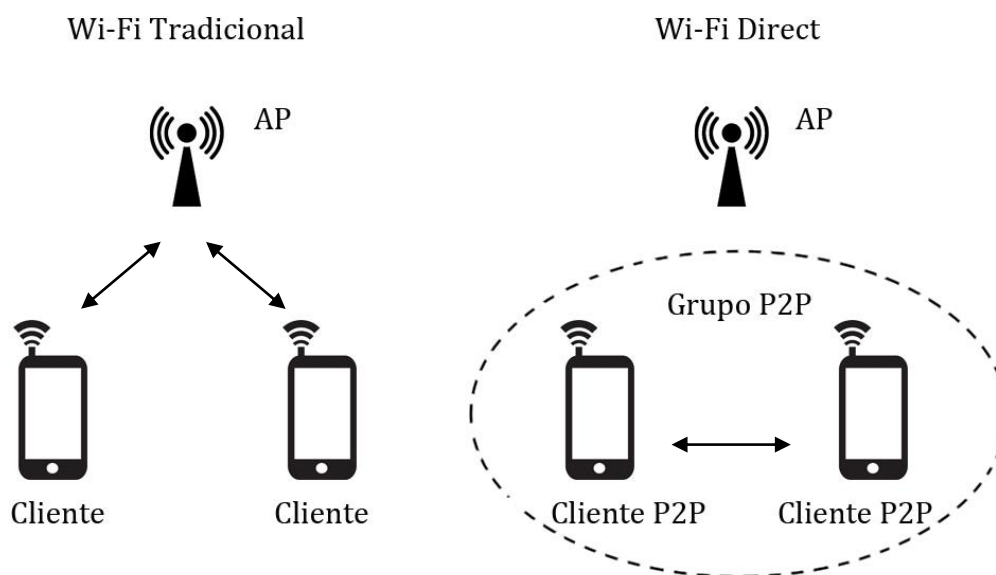 Wi-Fi Tradicional
AP
Cliente
Cliente
Wi-Fi Direct
AP
Grupo P2P
Cliente P2P
Cliente P2P